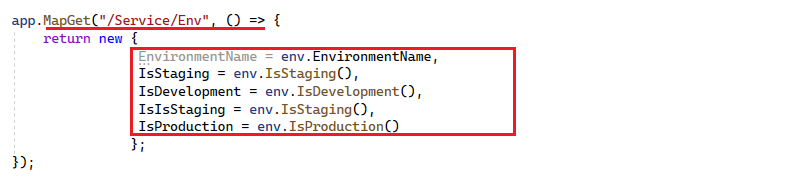 app.MapGet("/Service/Env", () => {
return new {
EnvironmentName = env.EnvironmentName,
IsStaging = env.IsStaging(),
IsDevelopment = env.IsDevelopment(),
IsIsStaging = env.IsStaging(),
IsProduction = env.IsProduction()
};
});